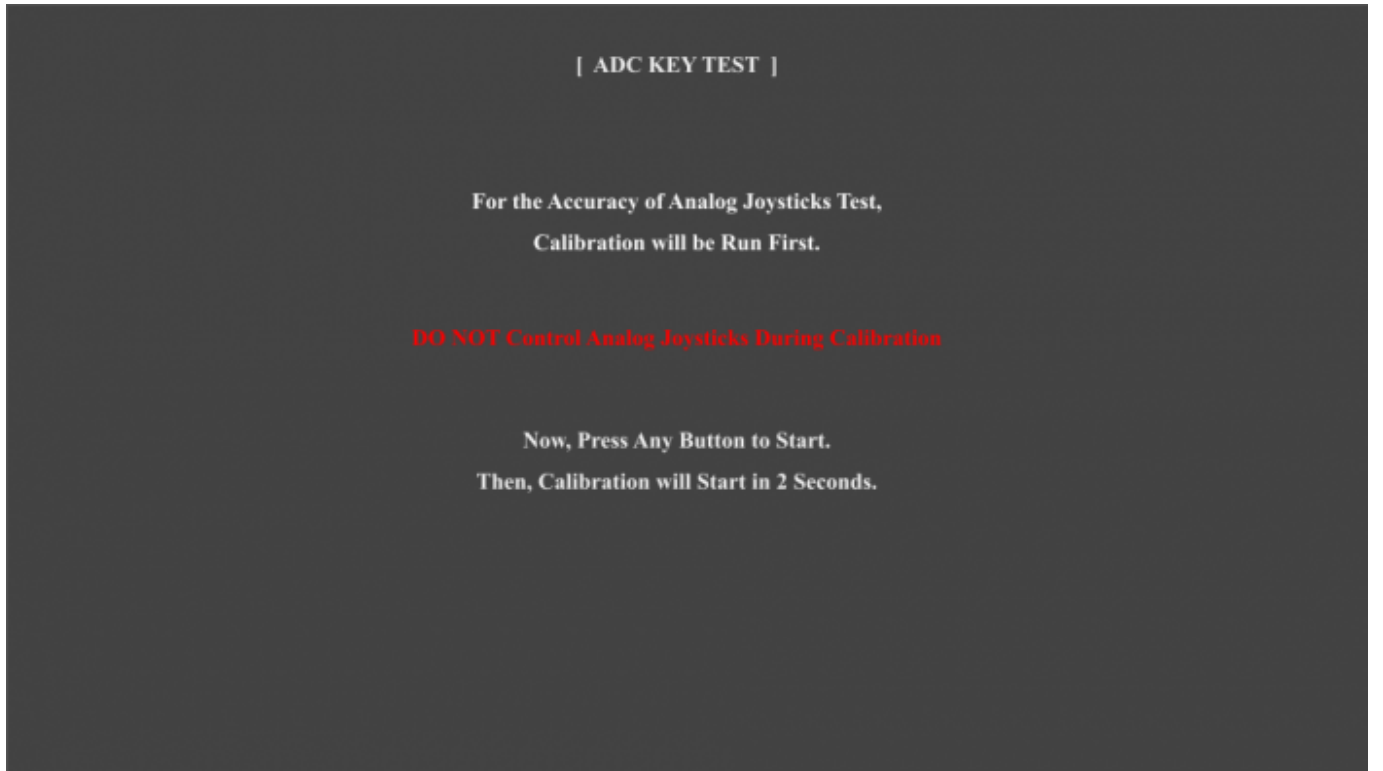 [ ADC KEY TEST ]
For the Accuracy of Analog Joysticks Test,
Calibration will be Run First.
DO NOT Control Analog Joysticks During Calibration
Now, Press Any Button to Start.
Then, Calibration will Start in 2 Seconds.